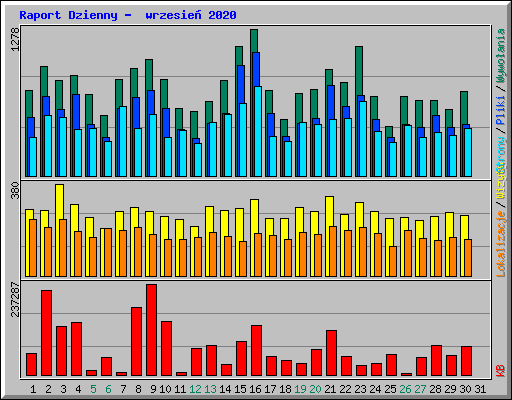 Raport Dzienny - wrzesień 2020
1278
380
237287
Wywołania / Pliki / Strony
Lokalizacje / Wizyt
KB
1 2 3 4 5 6 7 8 9 10 11 12 13 14 15 16 17 18 19 20 21 22 23 24 25 26 27 28 29 30 31